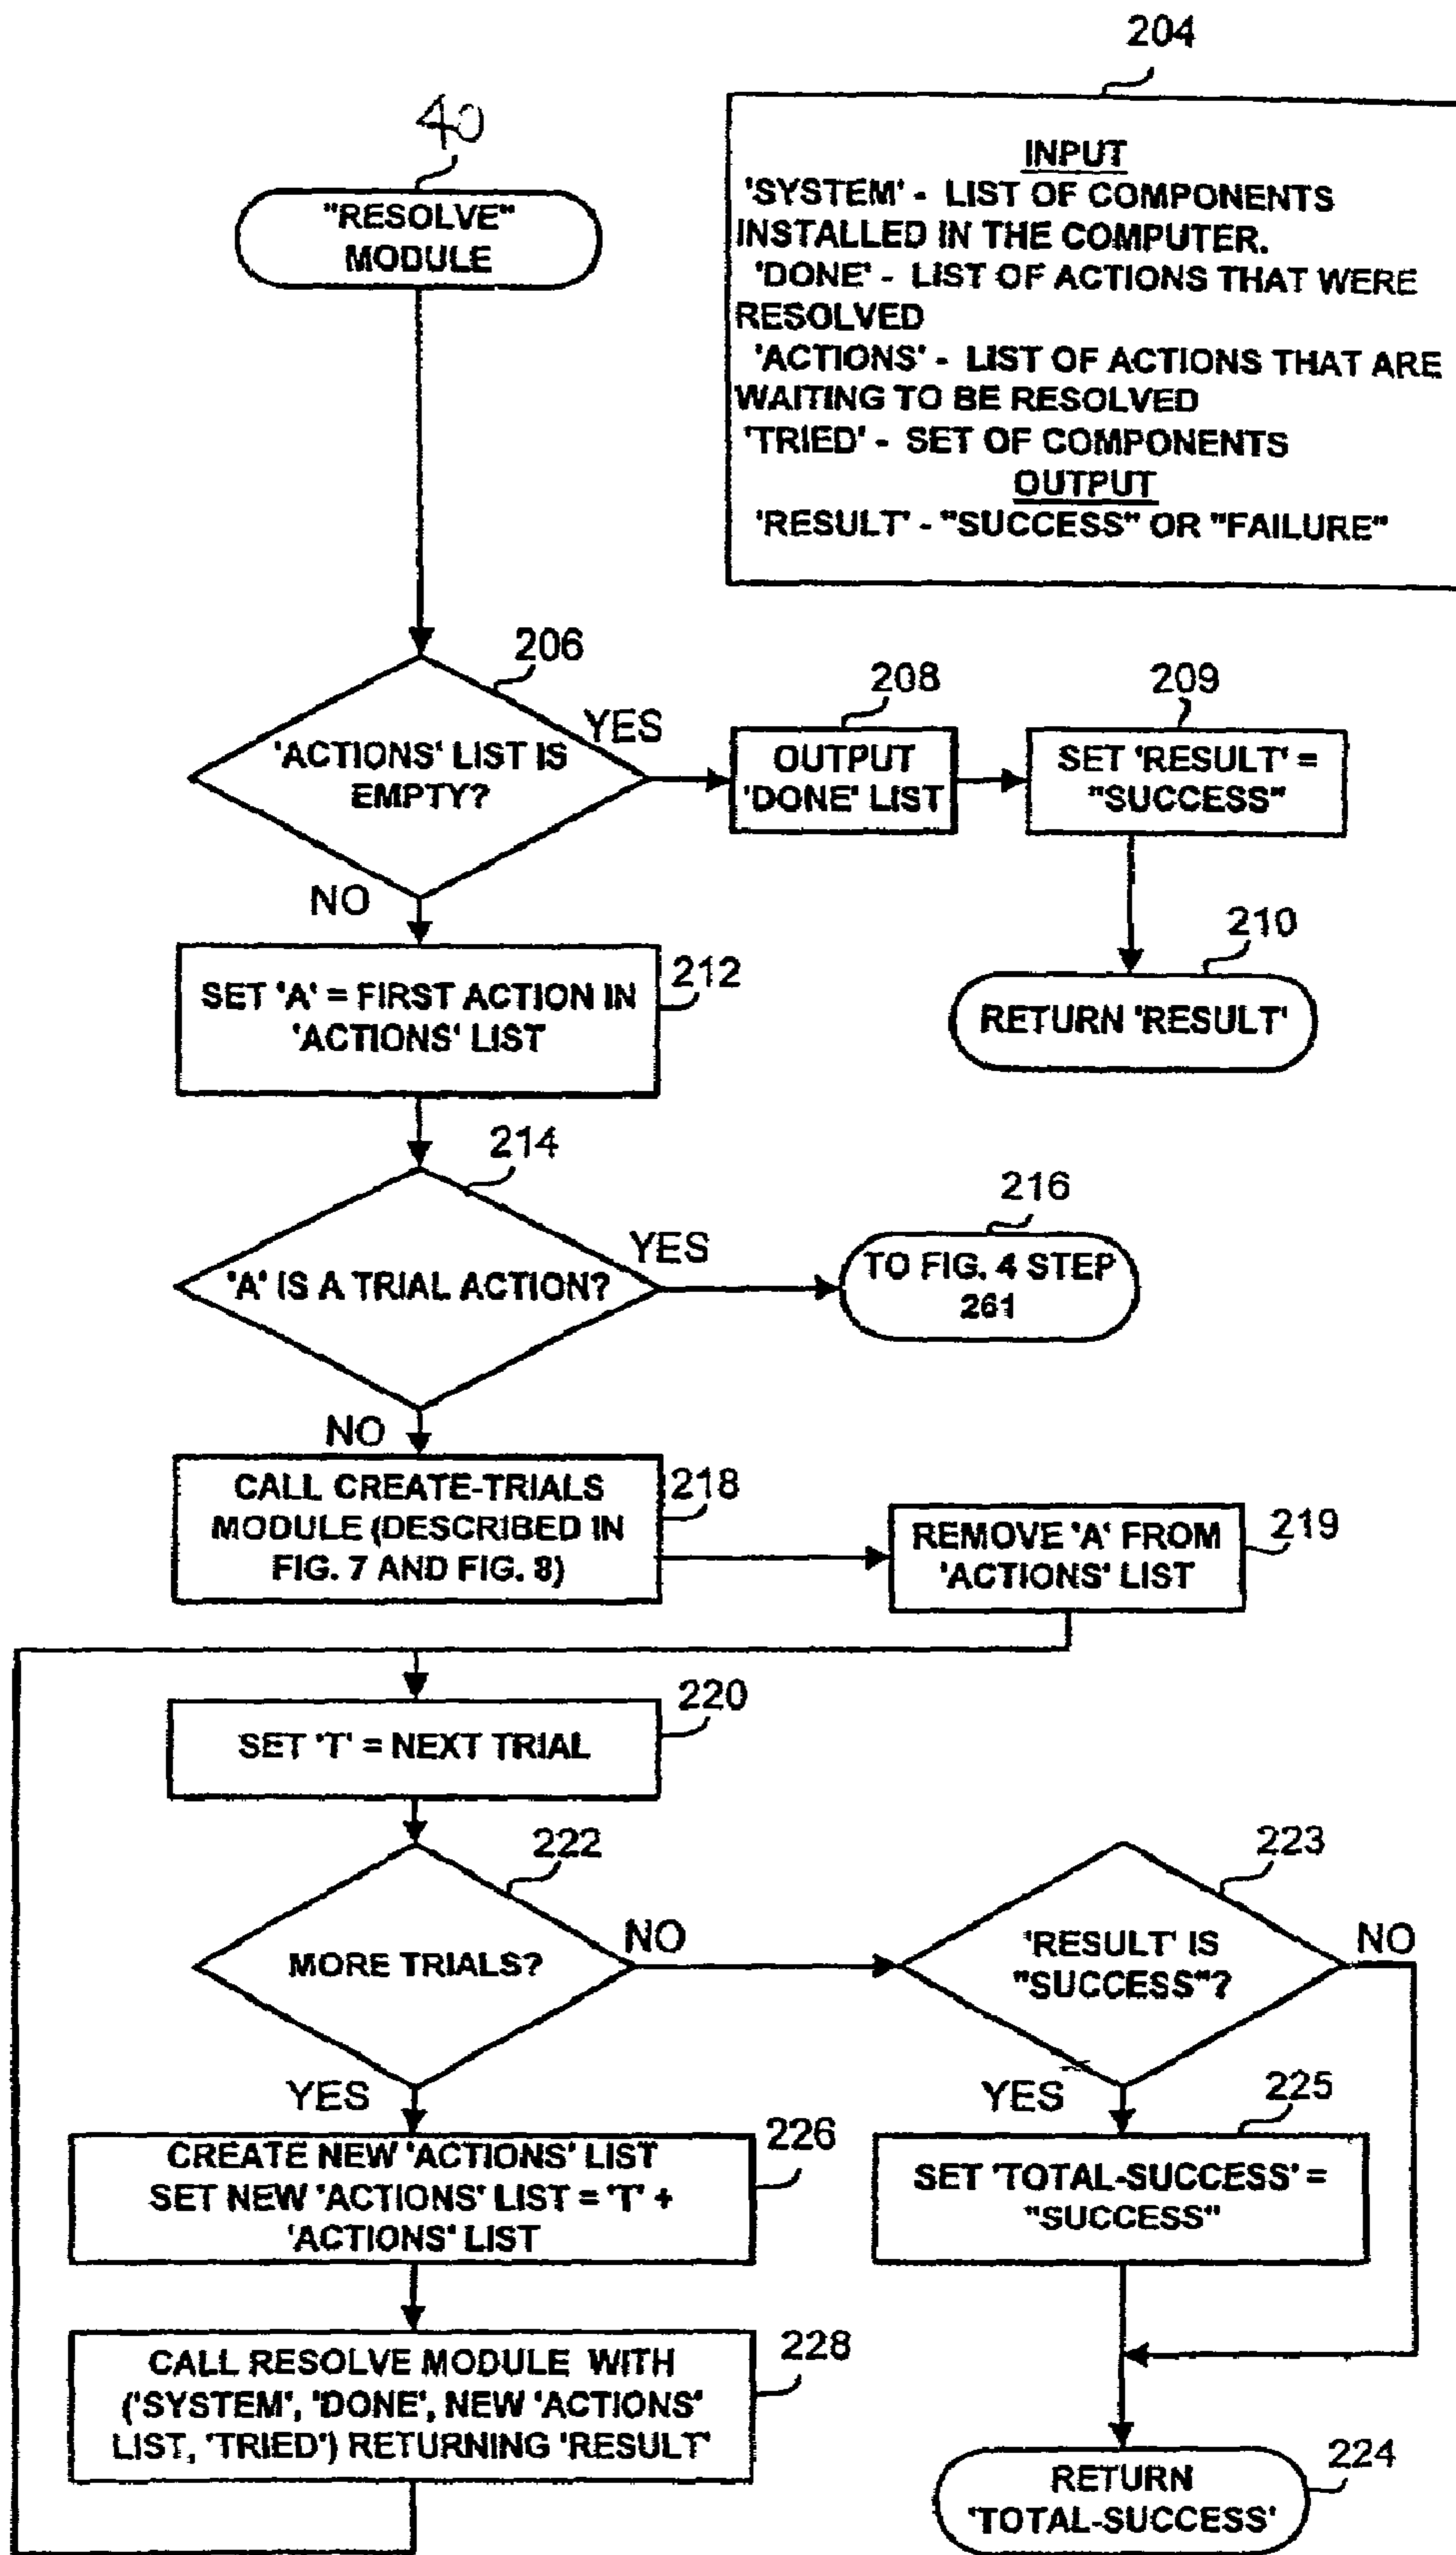 204
40
"RESOLVE"
MODULE
INPUT
'SYSTEM' - LIST OF COMPONENTS
INSTALLED IN THE COMPUTER.
'DONE' - LIST OF ACTIONS THAT WERE
RESOLVED
'ACTIONS' - LIST OF ACTIONS THAT ARE
WAITING TO BE RESOLVED
'TRIED' - SET OF COMPONENTS
OUTPUT
'RESULT' - "SUCCESS" OR "FAILURE"
206
'ACTIONS' LIST IS
EMPTY?
YES
208
OUTPUT
'DONE' LIST
209
SET 'RESULT' =
"SUCCESS"
210
RETURN 'RESULT'
NO
212
SET 'A' = FIRST ACTION IN
'ACTIONS' LIST
214
'A' IS A TRIAL ACTION?
YES
216
TO FIG. 4 STEP
261
NO
218
CALL CREATE-TRIALS
MODULE (DESCRIBED IN
FIG. 7 AND FIG. 8)
219
REMOVE 'A' FROM
'ACTIONS' LIST
220
SET 'T' = NEXT TRIAL
222
MORE TRIALS?
NO
223
'RESULT' IS
"SUCCESS"?
NO
YES
226
CREATE NEW 'ACTIONS' LIST
SET NEW 'ACTIONS' LIST = 'T' +
'ACTIONS' LIST
YES
225
SET 'TOTAL-SUCCESS' =
"SUCCESS"
228
CALL RESOLVE MODULE WITH
('SYSTEM', 'DONE', NEW 'ACTIONS'
LIST, 'TRIED') RETURNING 'RESULT'
224
RETURN
'TOTAL-SUCCESS'